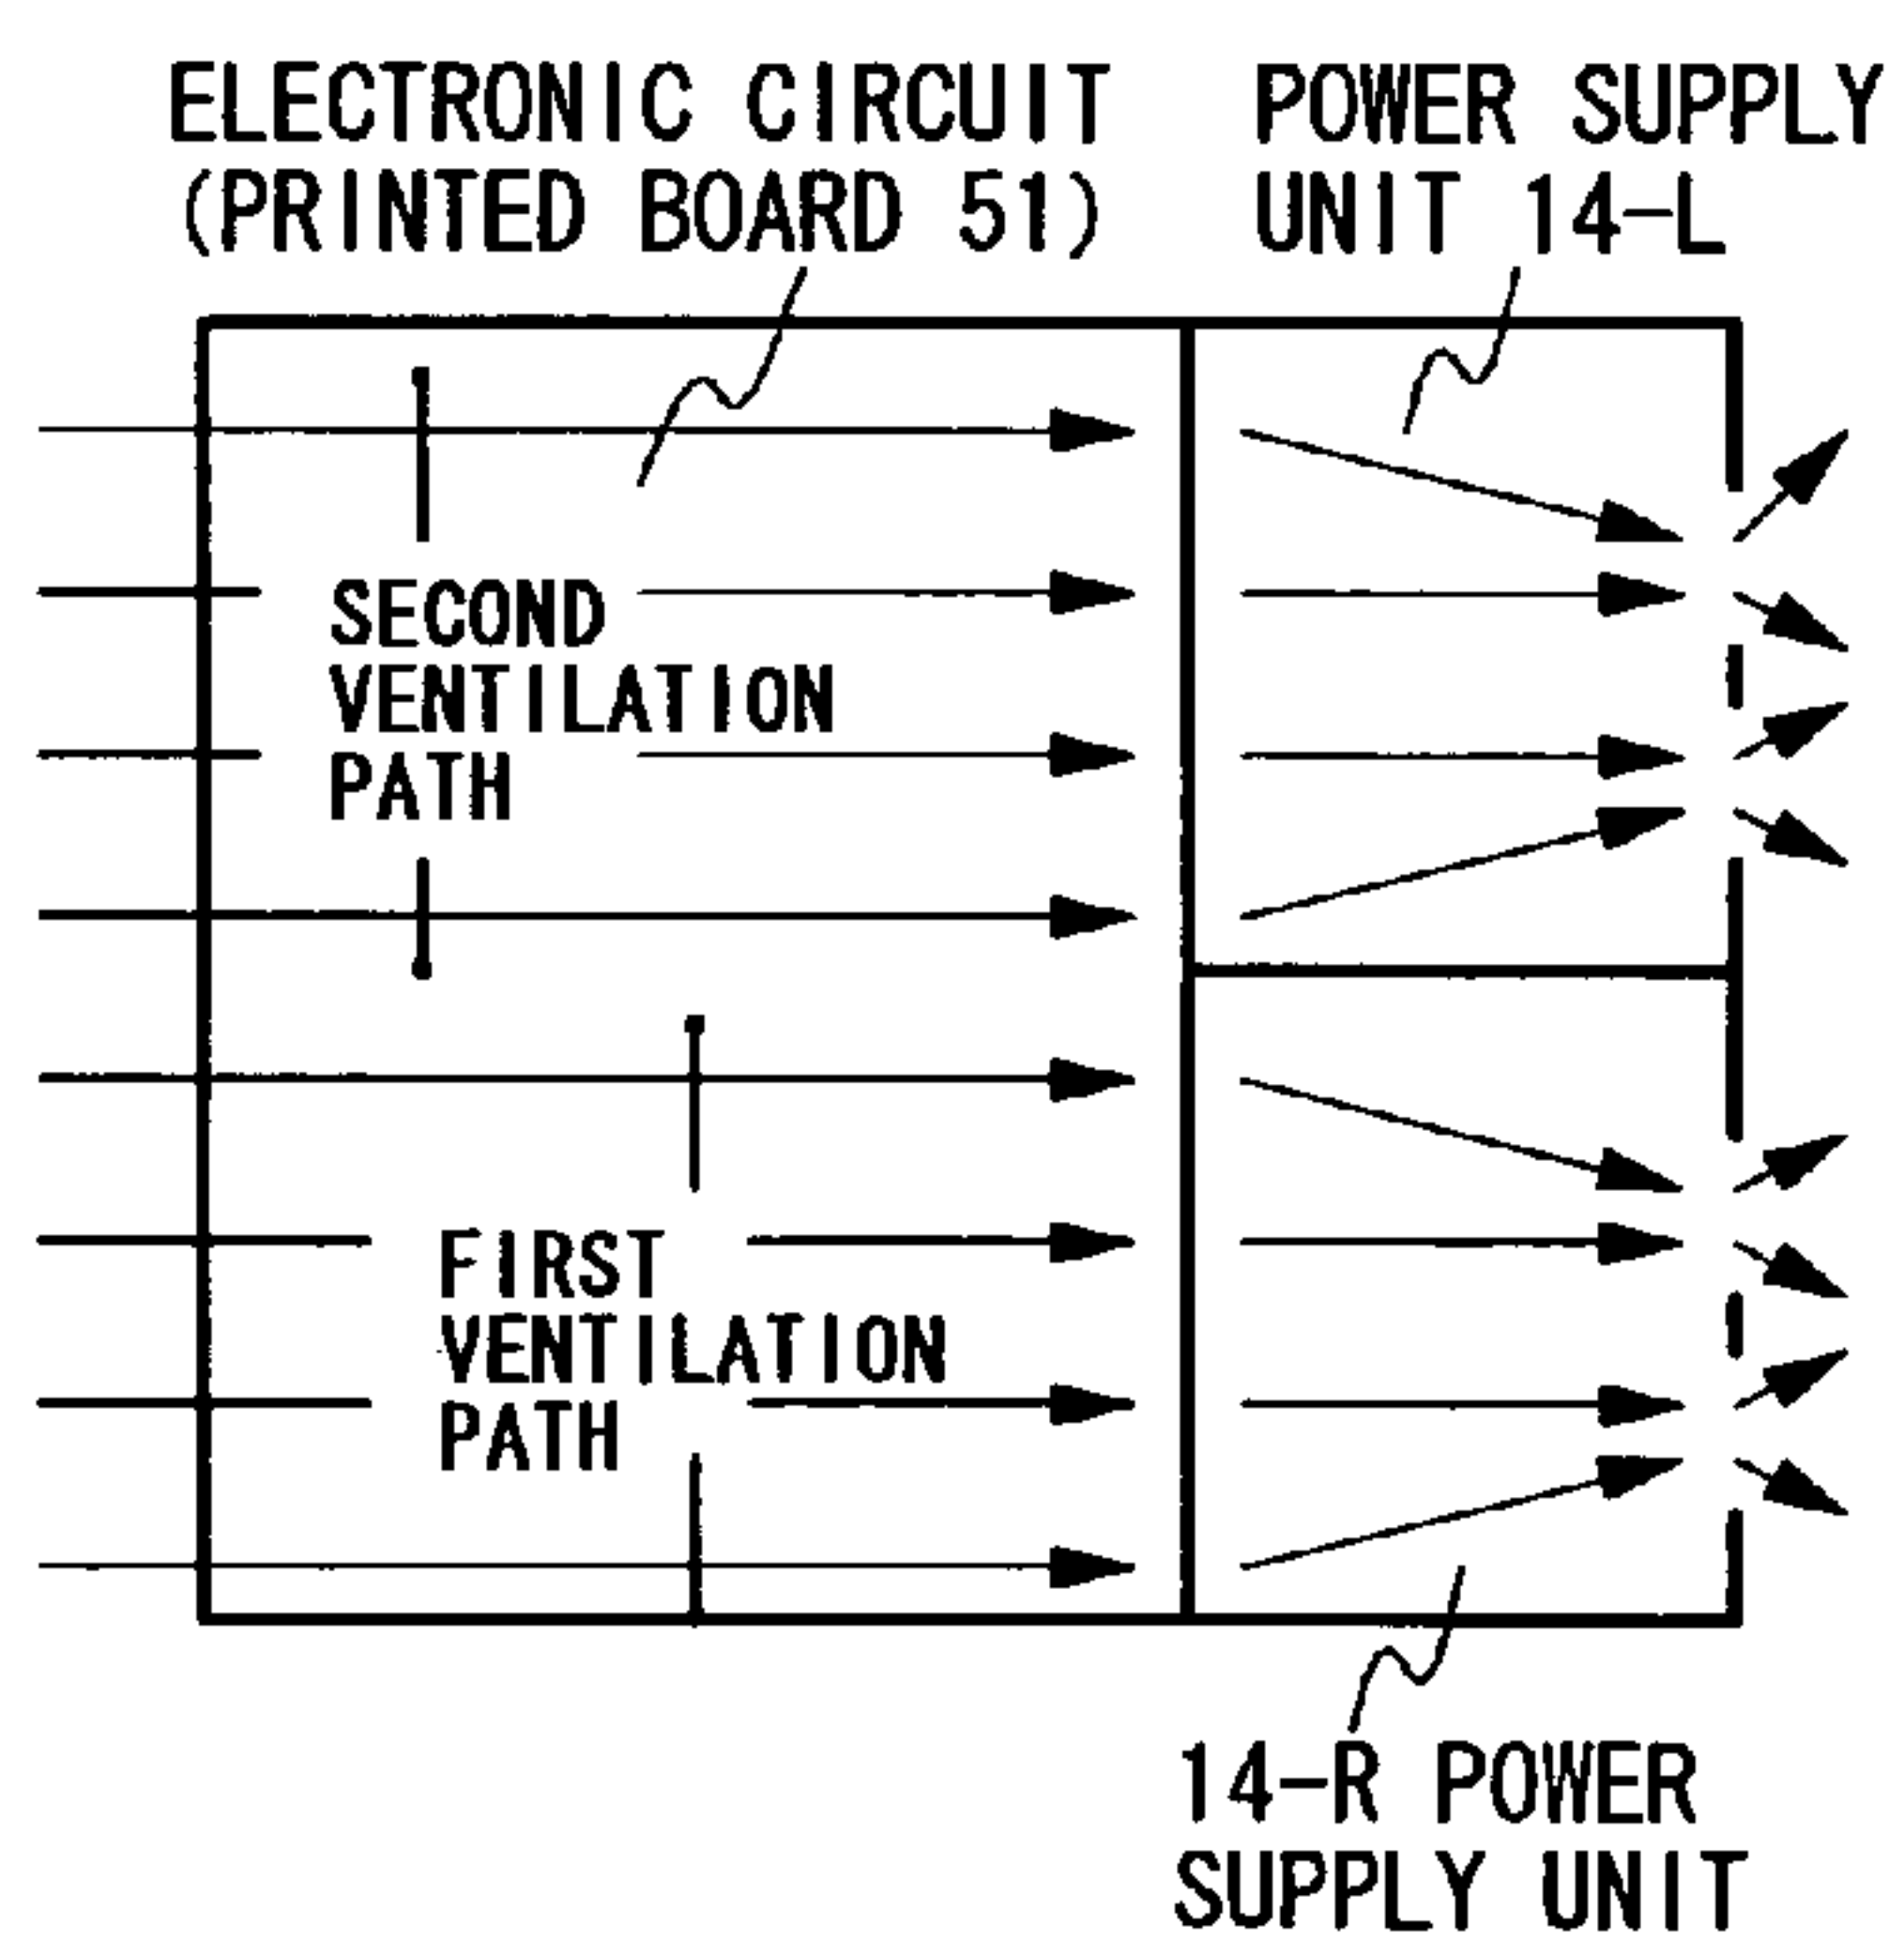 ELECTRONIC CIRCUIT
(PRINTED BOARD 51)
POWER SUPPLY
UNIT 14-L
SECOND
VENTILATION
PATH
FIRST
VENTILATION
PATH
14-R POWER
SUPPLY UNIT